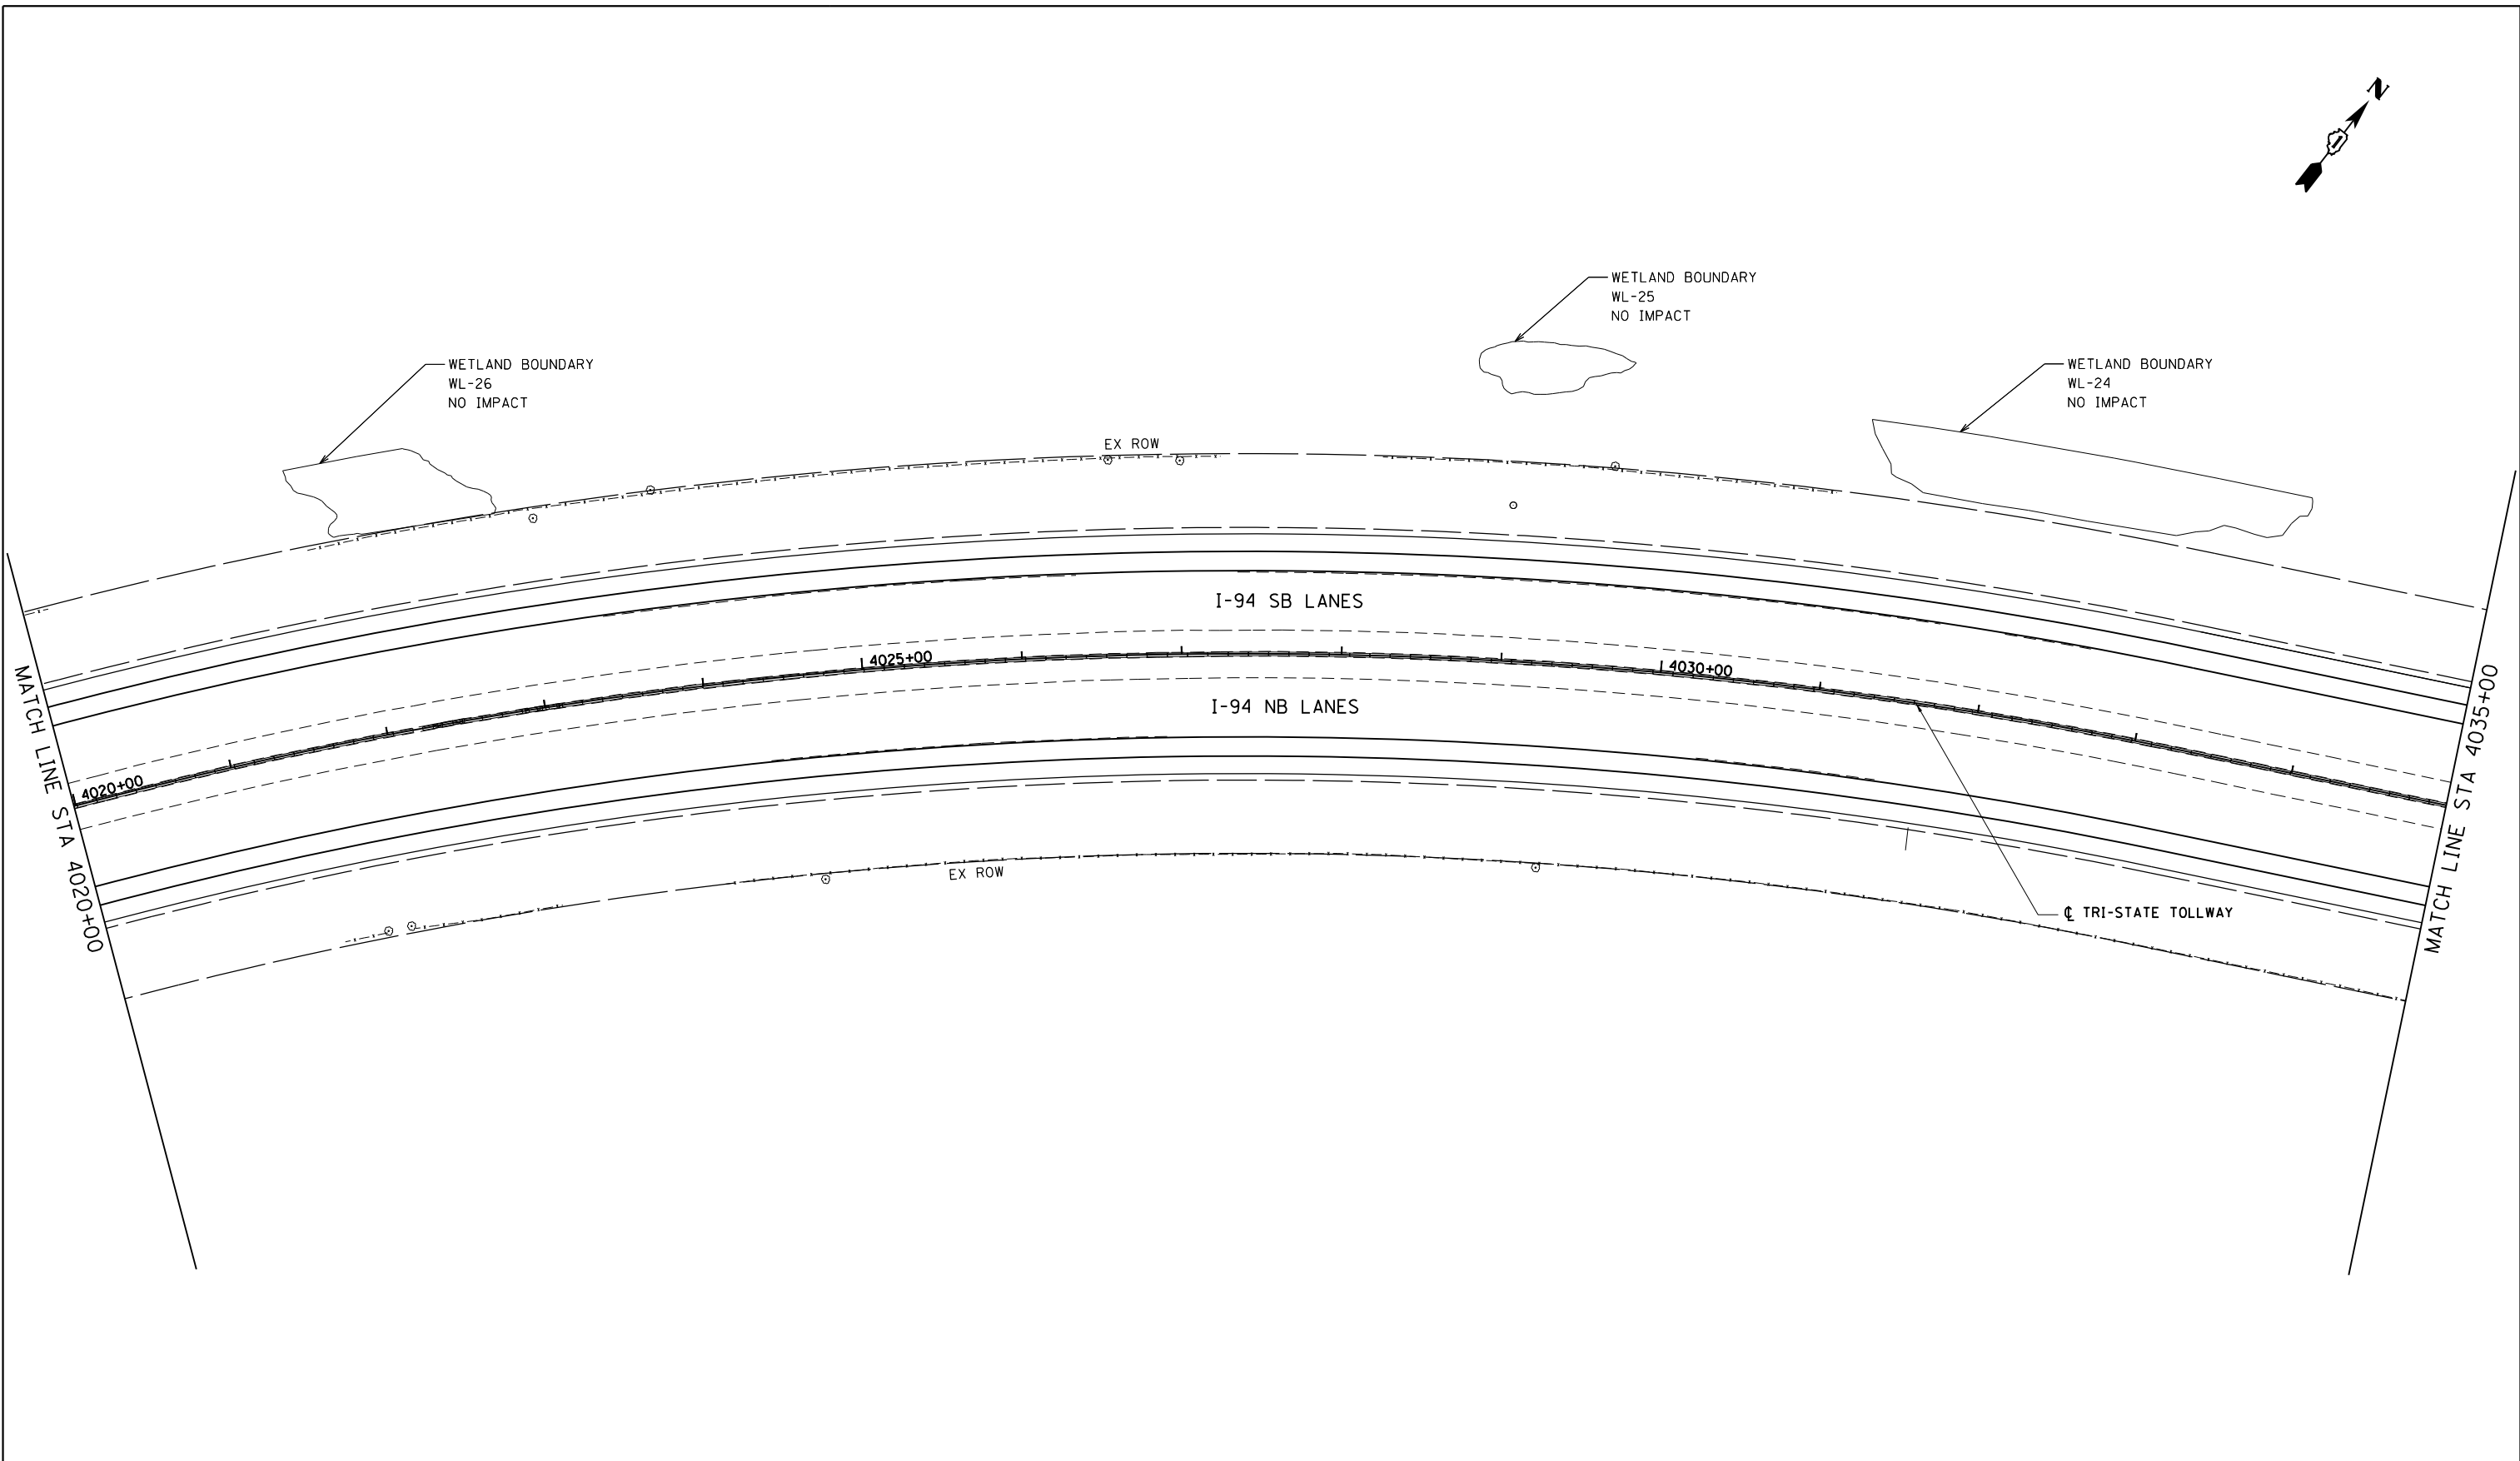 N
WETLAND BOUNDARY
WL-25
NO IMPACT
WETLAND BOUNDARY
WL-26
NO IMPACT
WETLAND BOUNDARY
WL-24
NO IMPACT
EX ROW
I-94 SB LANES
4025+00
4030+00
I-94 NB LANES
4020+00
MATCH LINE STA 4020+00
MATCH LINE STA 4035+00
EX ROW
℄ TRI-STATE TOLLWAY